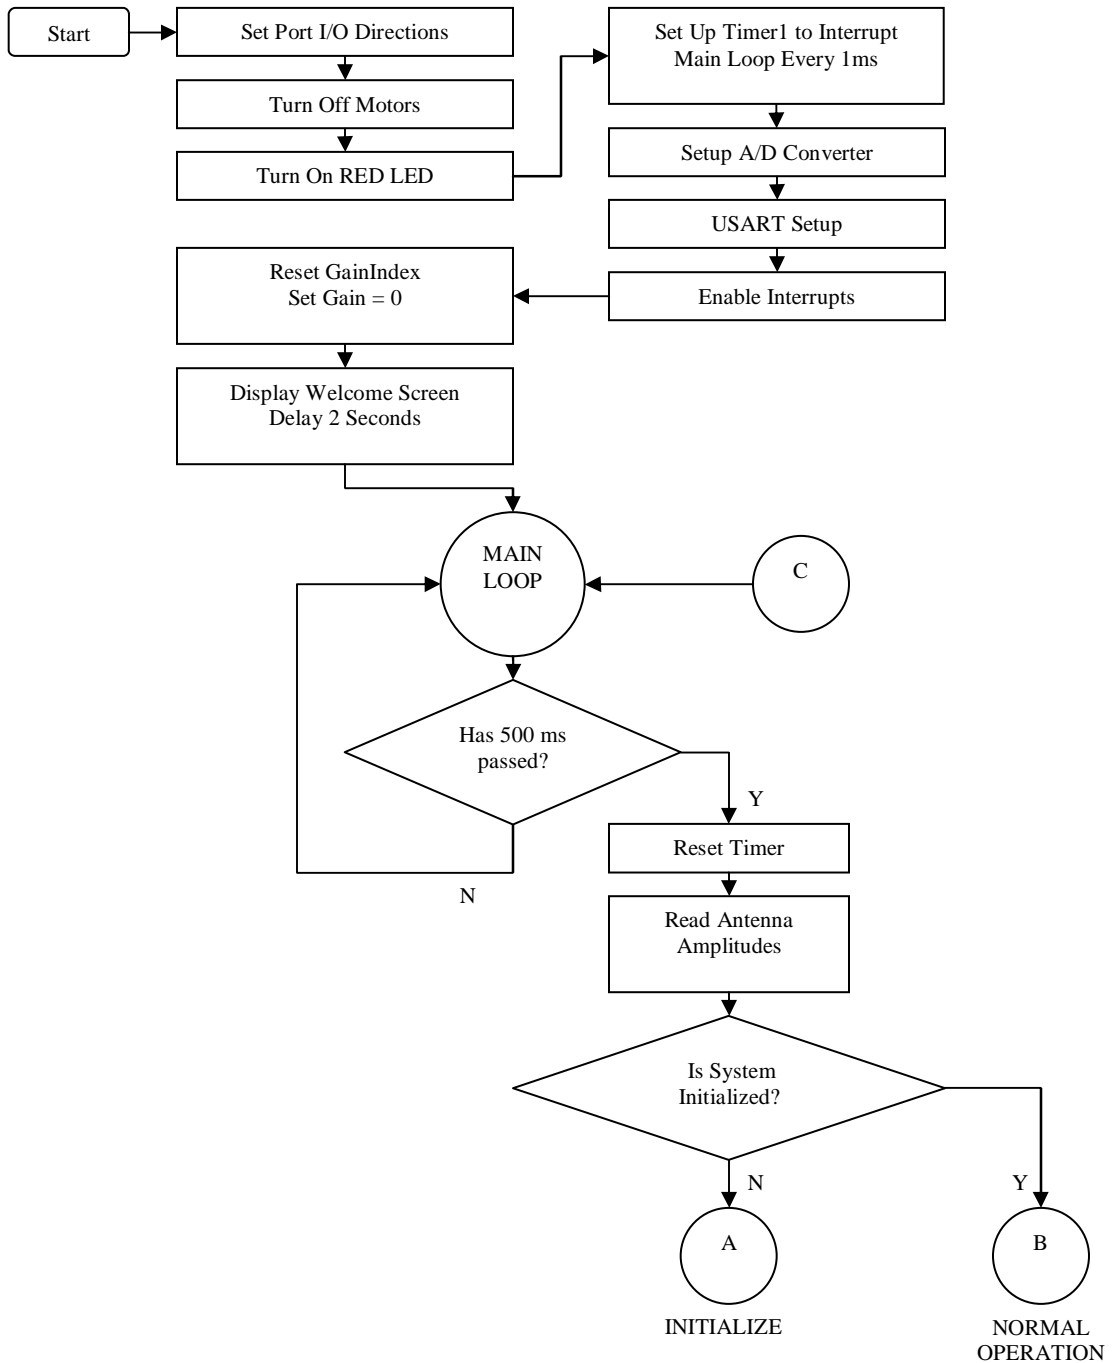 Start
Set Port I/O Directions
Turn Off Motors
Turn On RED LED
Set Up Timer1 to Interrupt
Main Loop Every 1ms
Setup A/D Converter
USART Setup
Enable Interrupts
Reset GainIndex
Set Gain = 0
Display Welcome Screen
Delay 2 Seconds
MAIN
LOOP
C
Has 500 ms
passed?
Y
N
Reset Timer
Read Antenna
Amplitudes
Is System
Initialized?
N
Y
A
B
INITIALIZE
NORMAL
OPERATION